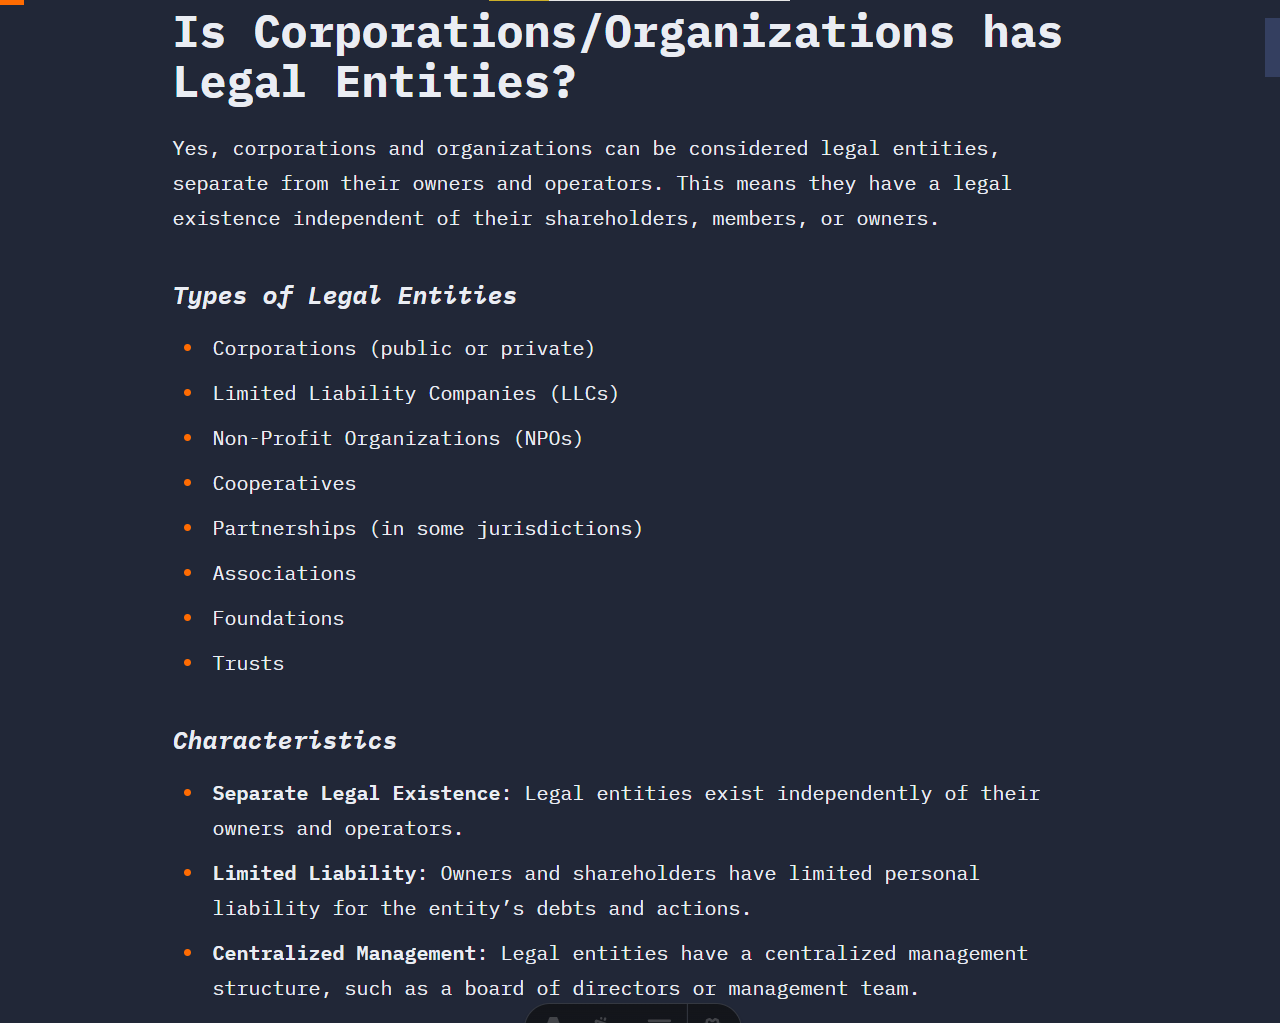 Is Corporations/Organizations has
Legal Entities?
Yes, corporations and organizations can be considered legal entities,
separate from their owners and operators. This means they have a legal
existence independent of their shareholders, members, or owners.
Types of Legal Entities
Corporations (public or private)
Limited Liability Companies (LLCs)
Non-Profit Organizations (NPOs)
Cooperatives
Partnerships (in some jurisdictions)
Associations
Foundations
Trusts
Characteristics
Separate Legal Existence: Legal entities exist independently of their
owners and operators.
Limited Liability: Owners and shareholders have limited personal
liability for the entity’s debts and actions.
Centralized Management: Legal entities have a centralized management
structure, such as a board of directors or management team.